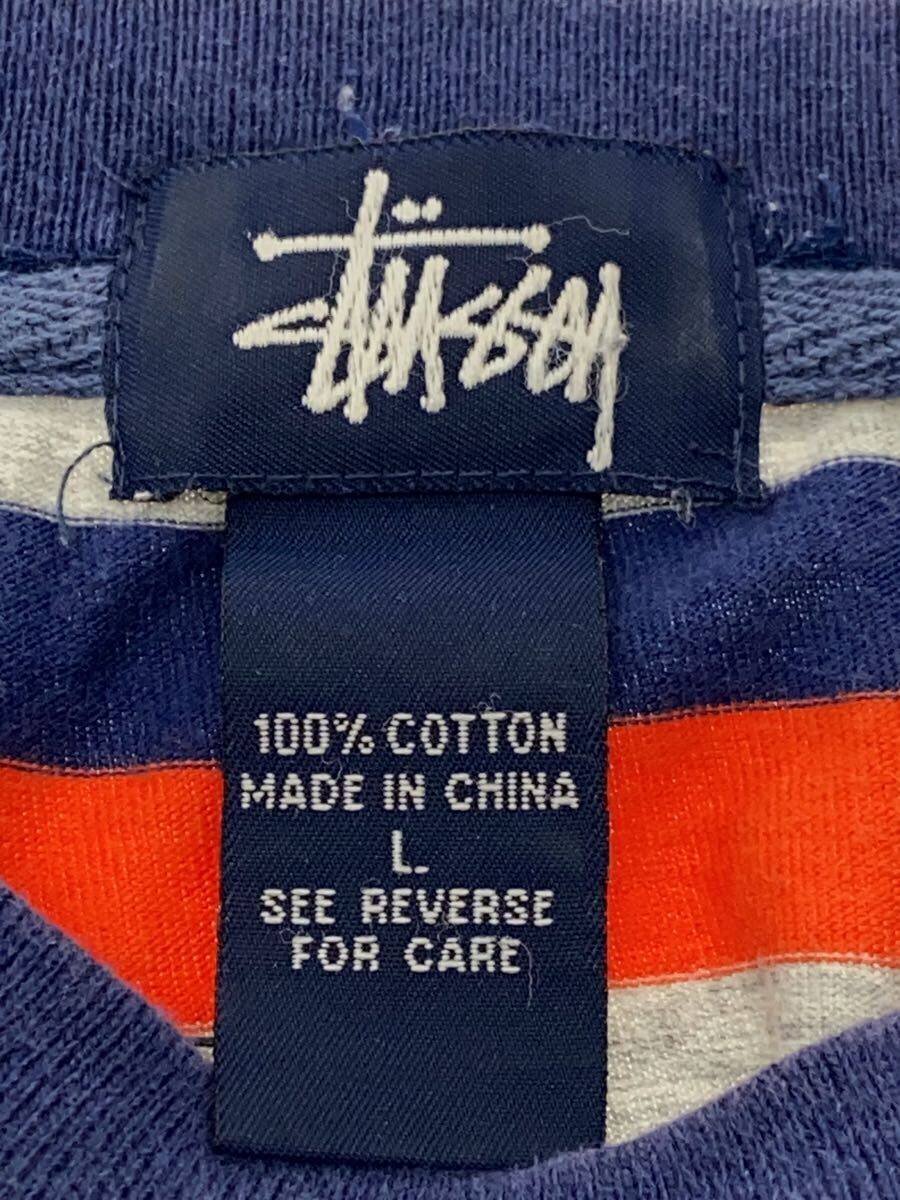 Stüssy
100% COTTON
MADE IN CHINA
L.
SEE REVERSE
FOR CARE